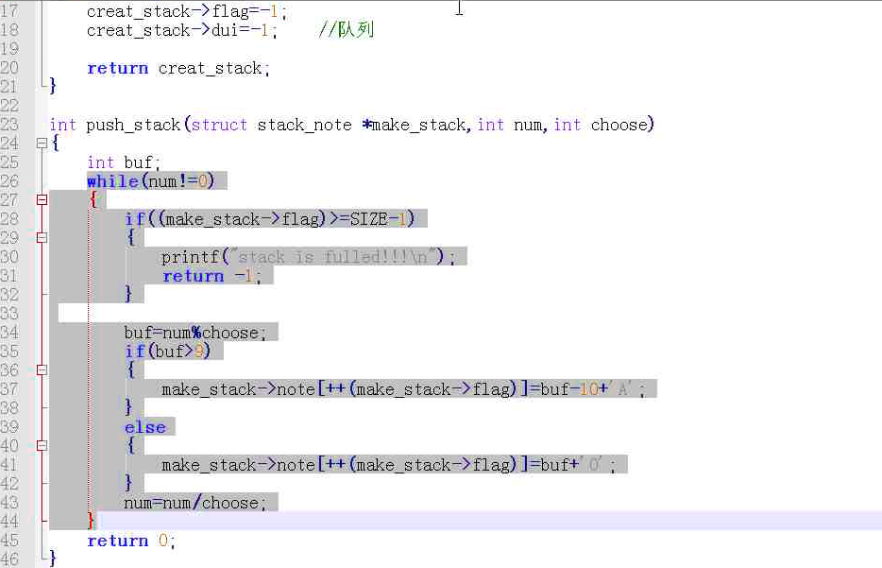 17 creat_stack->flag=-1;
18 creat_stack->dui=-1; //队列
19
20 return creat_stack;
21 }
22
23 int push_stack(struct stack_note *make_stack,int num,int choose)
24 {
25 int buf;
26 while(num!=0)
27 {
28 if((make_stack->flag)>=SIZE-1)
29 {
30 printf("stack is fulled!!!\n");
31 return -1;
32 }
33
34 buf=num%choose;
35 if(buf>9)
36 {
37 make_stack->note[++(make_stack->flag)]=buf-10+'A';
38 }
39 else
40 {
41 make_stack->note[++(make_stack->flag)]=buf+'0';
42 }
43 num=num/choose;
44 }
45 return 0;
46 }